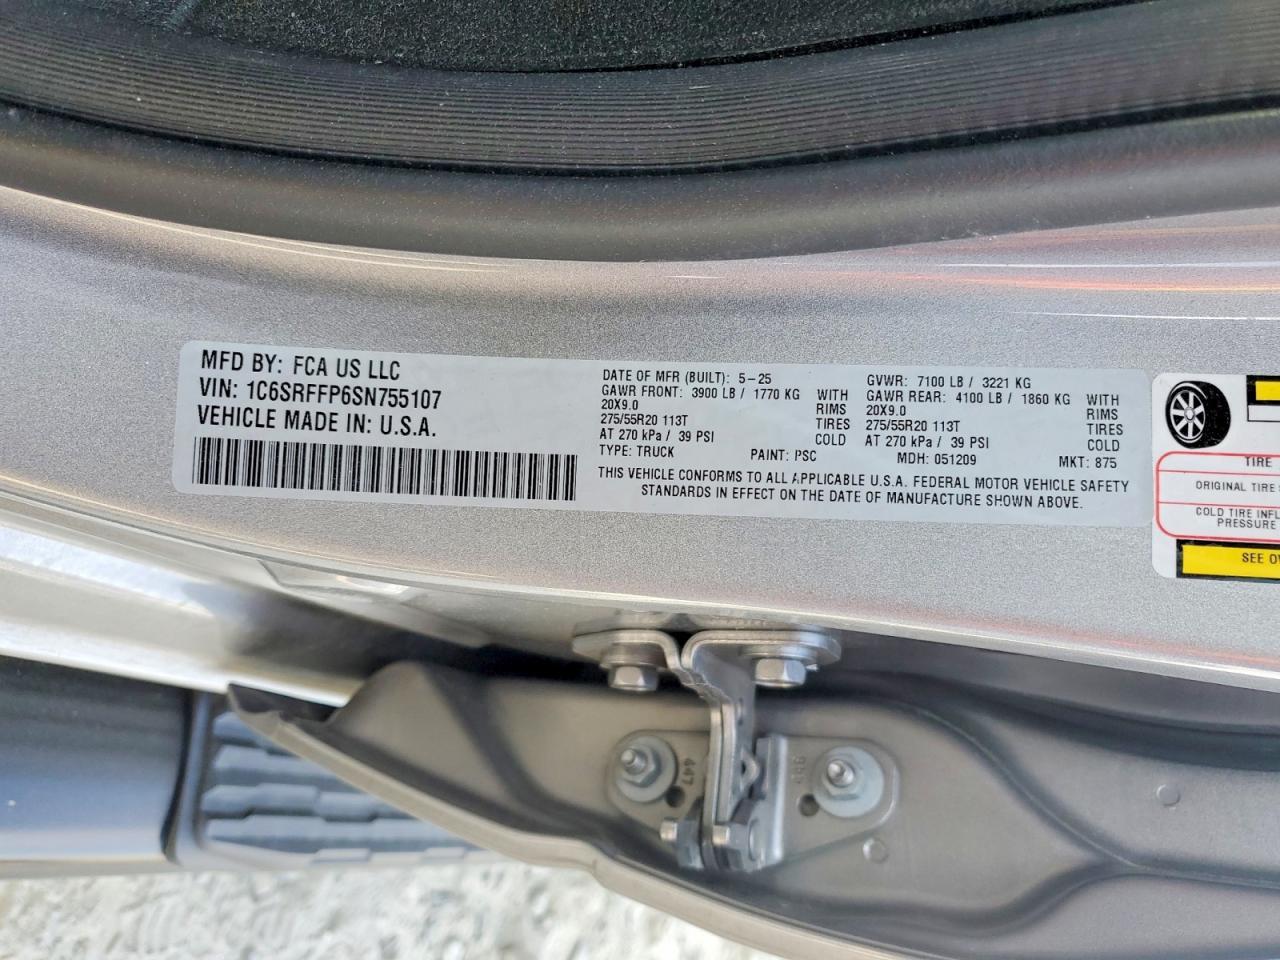 MFD BY: FCA US LLC
VIN: 1C6SRFFP6SN755107
VEHICLE MADE IN: U.S.A.
DATE OF MFR (BUILT): 5-25
GAWR FRONT: 3900 LB / 1770 KG WITH
20X9.0 RIMS
275/55R20 113T TIRES
AT 270 kPa / 39 PSI COLD
TYPE: TRUCK PAINT: PSC
GVWR: 7100 LB / 3221 KG
GAWR REAR: 4100 LB / 1860 KG WITH
20X9.0 RIMS
275/55R20 113T TIRES
AT 270 kPa / 39 PSI COLD
MDH: 051209 MKT: 875
THIS VEHICLE CONFORMS TO ALL APPLICABLE U.S.A. FEDERAL MOTOR VEHICLE SAFETY
STANDARDS IN EFFECT ON THE DATE OF MANUFACTURE SHOWN ABOVE.
TIRE
ORIGINAL TIRE
COLD TIRE INFL
PRESSURE
SEE OW
447